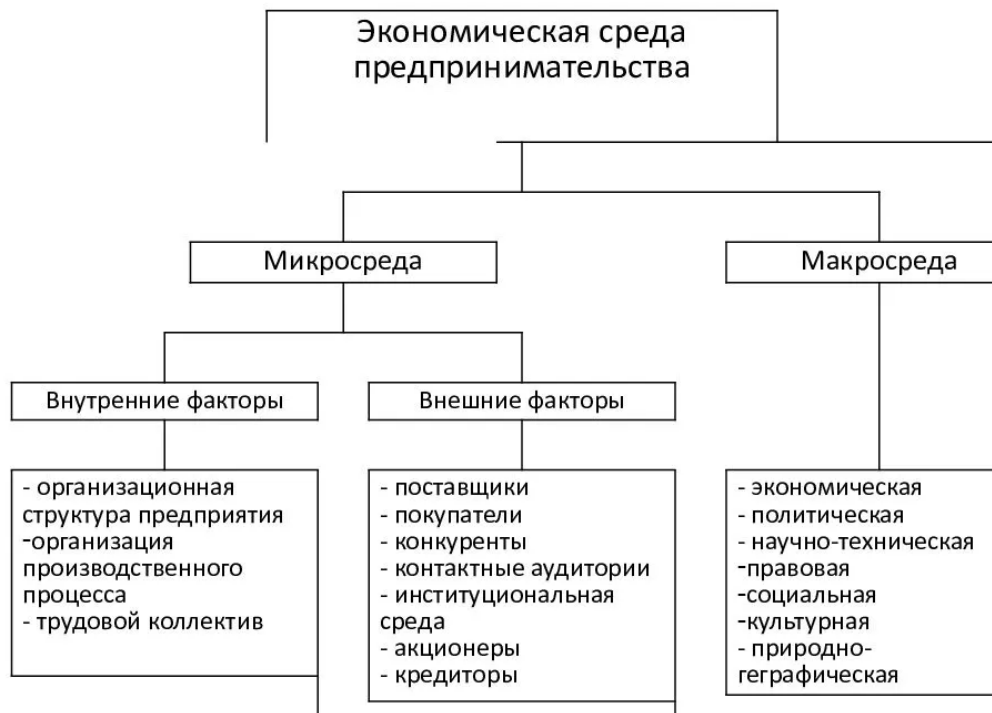 Экономическая среда
предпринимательства
Микросреда
Макросреда
Внутренние факторы
Внешние факторы
- организационная
структура предприятия
-организация
производственного
процесса
- трудовой коллектив
- поставщики
- покупатели
- конкуренты
- контактные аудитории
- институциональная
среда
- акционеры
- кредиторы
- экономическая
- политическая
- научно-техническая
-правовая
-социальная
-культурная
- природно-
геграфическая